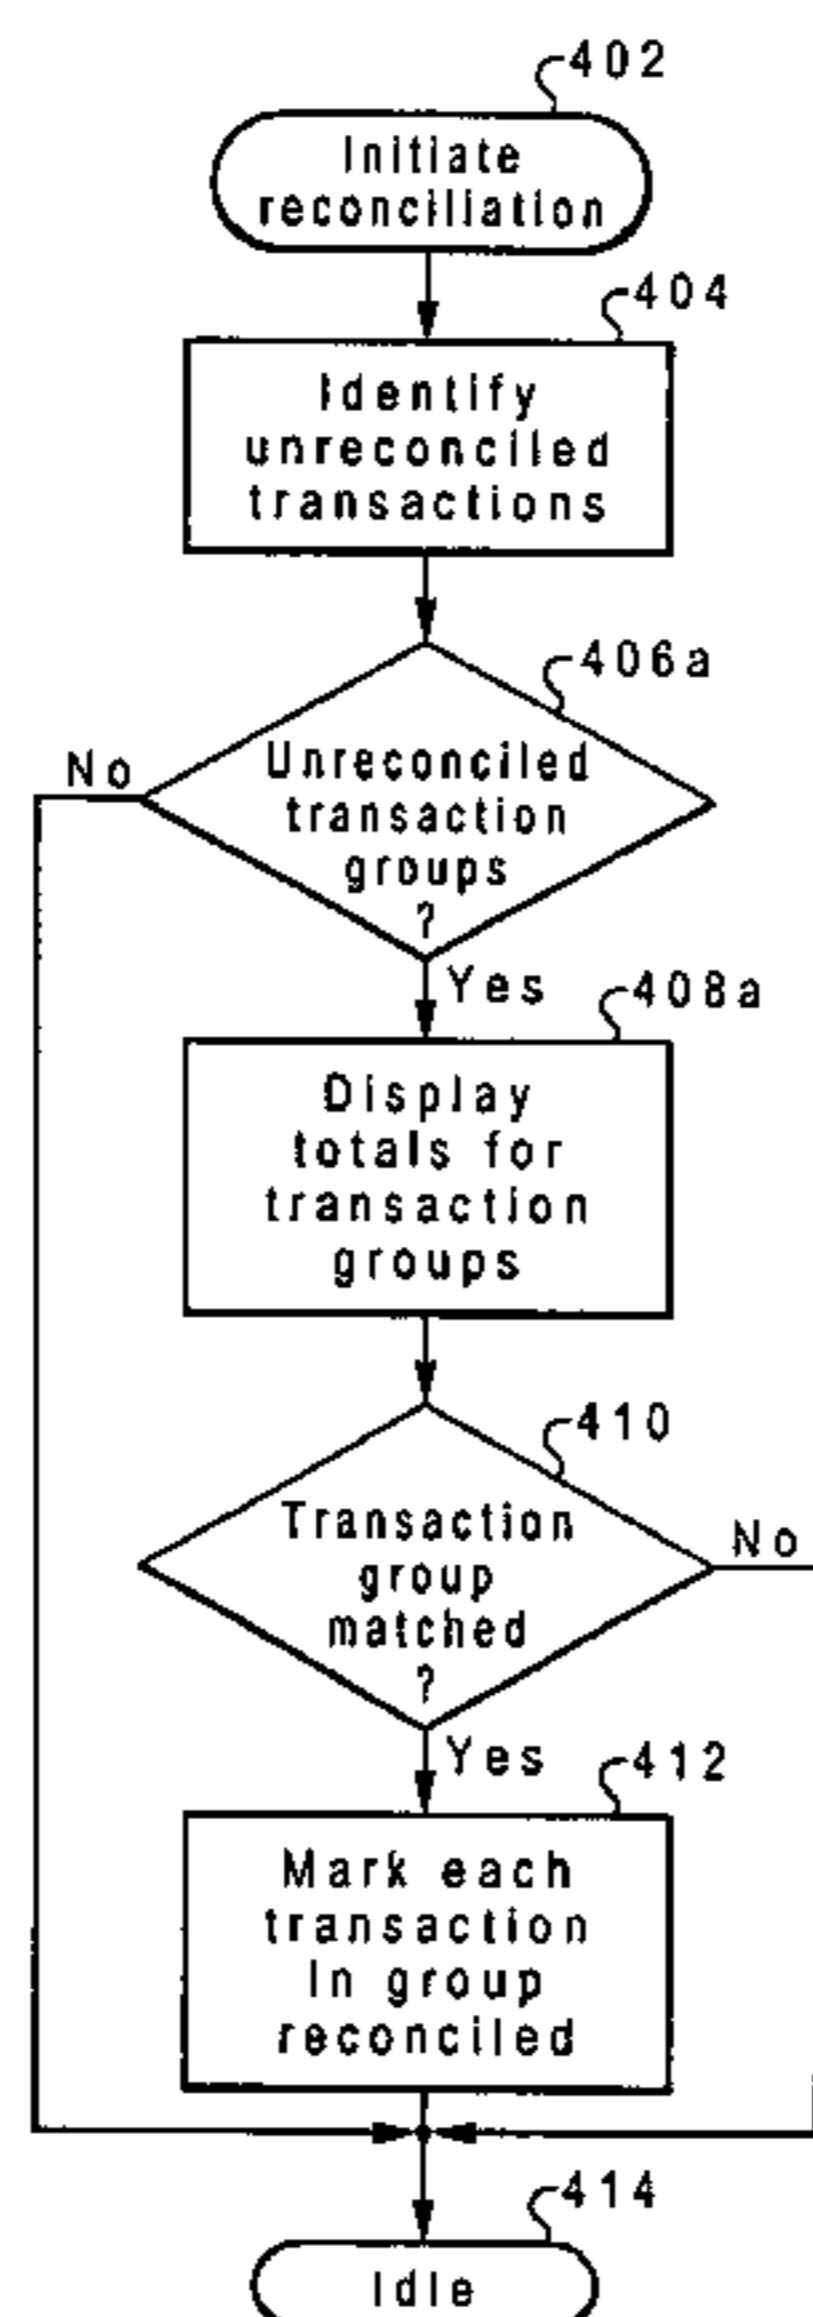 402
Initiate
reconciliation
404
Identify
unreconciled
transactions
406a
No
Unreconciled
transaction
groups
?
Yes
408a
Display
totals for
transaction
groups
410
No
Transaction
group
matched
?
Yes
412
Mark each
transaction
In group
reconciled
414
Idle